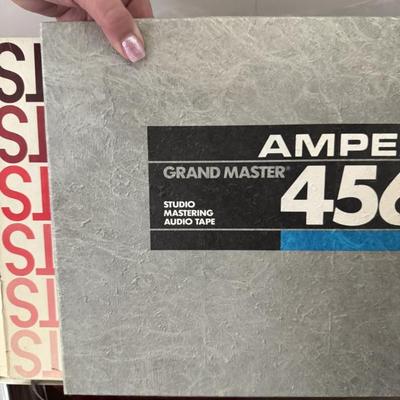 AMPE
GRAND MASTER®
456
STUDIO
MASTERING
AUDIO TAPE